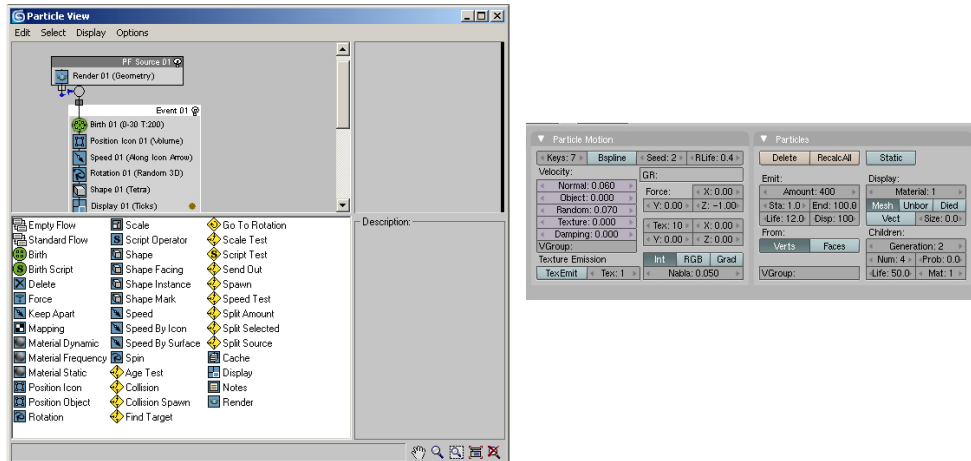 Particle View
Edit Select Display Options
PF Source 01
Render 01 (Geometry)
Event 01
Birth 01 (0-30 T:200)
Position Icon 01 (Volume)
Speed 01 (Along Icon Arrow)
Rotation 01 (Random 3D)
Shape 01 (Tetra)
Display 01 (Ticks)
Empty Flow Scale Go To Rotation
Standard Flow Script Operator Scale Test
Birth Shape Script Test
Birth Script Shape Facing Send Out
Delete Shape Instance Spawn
Force Shape Mark Speed Test
Keep Apart Speed Split Amount
Mapping Speed By Icon Split Selected
Material Dynamic Speed By Surface Split Source
Material Frequency Spin Cache
Material Static Age Test Display
Position Icon Collision Notes
Position Object Collision Spawn Render
Rotation Find Target
Description:
Particle Motion
Keys: 7 Bspline Seed: 2 RLife: 0.4
Velocity: GR:
Normal: 0.060
Object: 0.000
Random: 0.070
Texture: 0.000
Damping: 0.000
VGroup:
Force: X: 0.00
Y: 0.00 Z: -1.00
Tex: 10 X: 0.00
Y: 0.00 Z: 0.00
Texture Emission Int RGB Grad
TexEmit Tex: 1 Nabla: 0.050
Particles
Delete RecalcAll Static
Emit:
Amount: 400
Sta: 1.0 End: 100.0
Life: 12.0 Disp: 100
From:
Verts Faces
VGroup:
Display:
Material: 1
Mesh Unbor Died
Vect Size: 0.0
Children:
Generation: 2
Num: 4 Prob: 0.0
Life: 50.0 Mat: 1